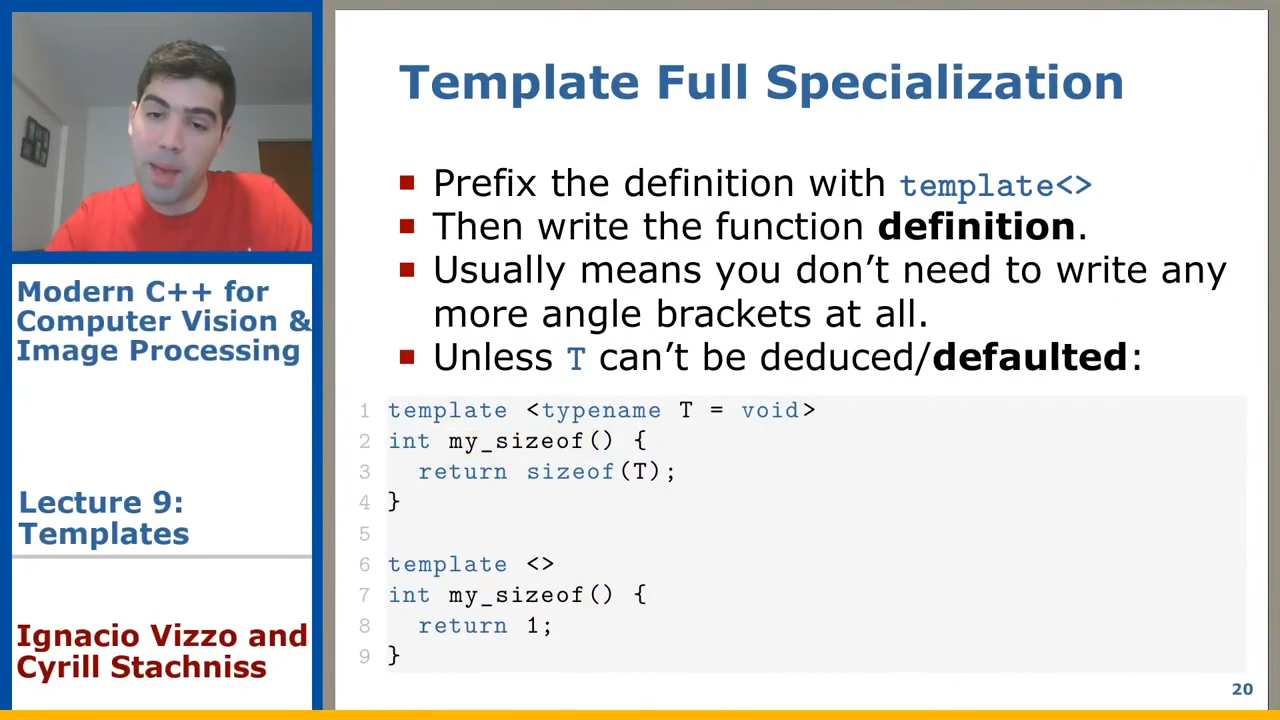 Template Full Specialization
Prefix the definition with template<>
Then write the function definition.
Usually means you don't need to write any
more angle brackets at all.
Unless T can't be deduced/defaulted:
1 template <typename T = void>
2 int my_sizeof() {
3   return sizeof(T);
4 }
5
6 template <>
7 int my_sizeof() {
8   return 1;
9 }
20
Modern C++ for
Computer Vision &
Image Processing
Lecture 9:
Templates
Ignacio Vizzo and
Cyrill Stachniss